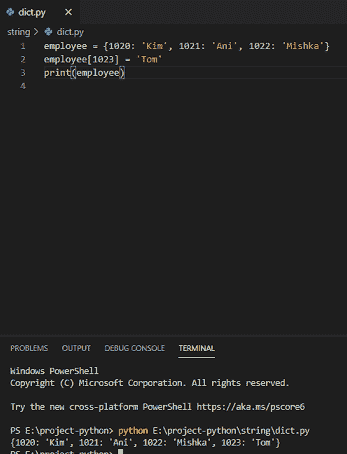 dict.py ×
string > dict.py
1 employee = {1020: 'Kim', 1021: 'Ani', 1022: 'Mishka'}
2 employee[1023] = 'Tom'
3 print(employee)
4
PROBLEMS OUTPUT DEBUG CONSOLE TERMINAL
Windows PowerShell
Copyright (C) Microsoft Corporation. All rights reserved.
Try the new cross-platform PowerShell https://aka.ms/pscore6
PS E:\project-python> python E:\project-python\string\dict.py
{1020: 'Kim', 1021: 'Ani', 1022: 'Mishka', 1023: 'Tom'}
PS E:\project-python>